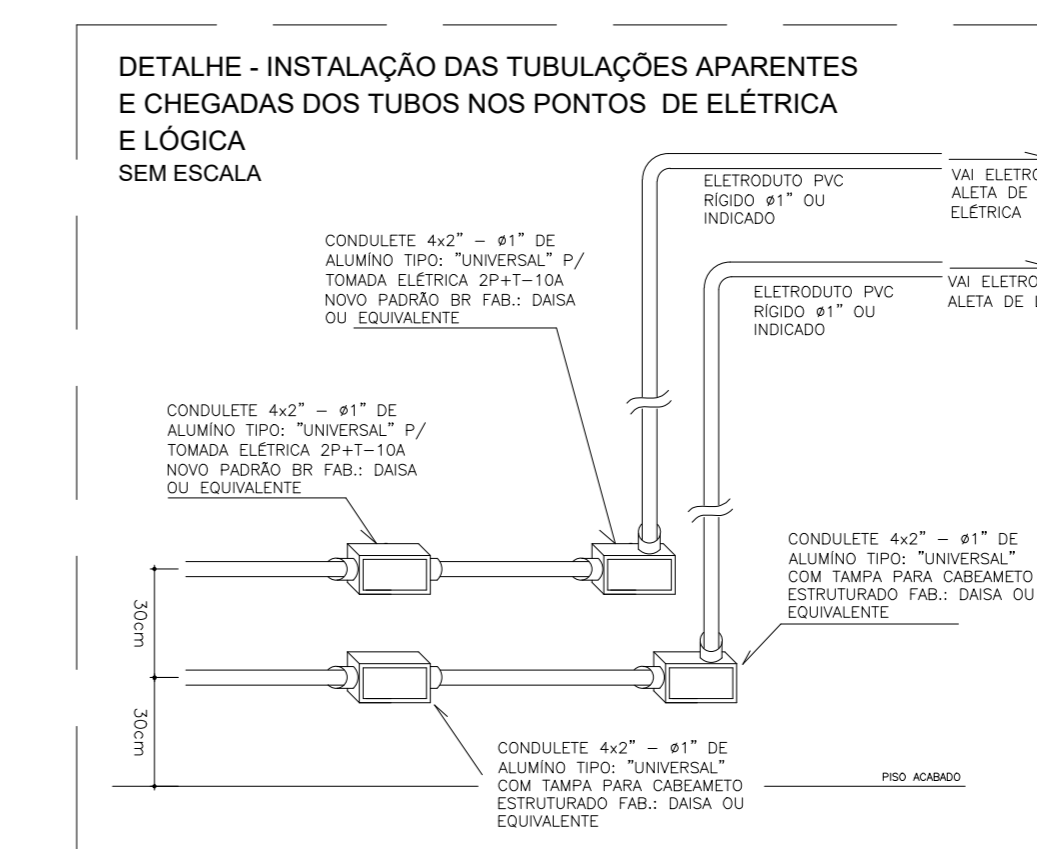 DETALHE - INSTALAÇÃO DAS TUBULAÇÕES APARENTES
E CHEGADAS DOS TUBOS NOS PONTOS DE ELÉTRICA
E LÓGICA
SEM ESCALA
ELETRODUTO PVC
RÍGIDO ø1" OU
INDICADO
VAI ELETRO
ALETA DE
ELÉTRICA
CONDULETE 4x2" – ø1" DE
ALUMÍNO TIPO: "UNIVERSAL" P/
TOMADA ELÉTRICA 2P+T-10A
NOVO PADRÃO BR FAB.: DAISA
OU EQUIVALENTE
ELETRODUTO PVC
RÍGIDO ø1" OU
INDICADO
VAI ELETRO
ALETA DE
CONDULETE 4x2" – ø1" DE
ALUMÍNO TIPO: "UNIVERSAL" P/
TOMADA ELÉTRICA 2P+T-10A
NOVO PADRÃO BR FAB.: DAISA
OU EQUIVALENTE
CONDULETE 4x2" – ø1" DE
ALUMÍNO TIPO: "UNIVERSAL"
COM TAMPA PARA CABEAMETO
ESTRUTURADO FAB.: DAISA OU
EQUIVALENTE
30cm
30cm
CONDULETE 4x2" – ø1" DE
ALUMÍNO TIPO: "UNIVERSAL"
COM TAMPA PARA CABEAMETO
ESTRUTURADO FAB.: DAISA OU
EQUIVALENTE
PISO ACABADO